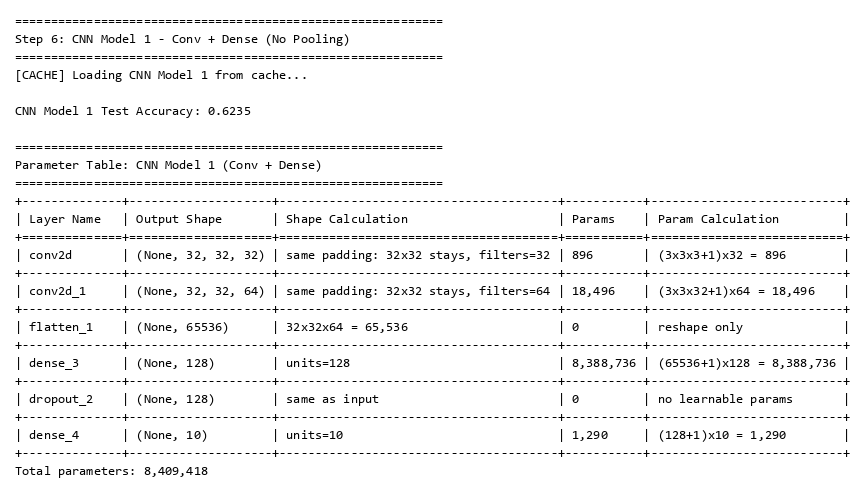 ============================================================
Step 6: CNN Model 1 - Conv + Dense (No Pooling)
============================================================
[CACHE] Loading CNN Model 1 from cache...
CNN Model 1 Test Accuracy: 0.6235
============================================================
Parameter Table: CNN Model 1 (Conv + Dense)
============================================================
+--------------+--------------------+---------------------------------------+-----------+---------------------------+
| Layer Name   | Output Shape       | Shape Calculation                     | Params    | Param Calculation         |
+==============+====================+=======================================+===========+===========================+
| conv2d       | (None, 32, 32, 32) | same padding: 32x32 stays, filters=32 | 896       | (3x3x3+1)x32 = 896        |
+--------------+--------------------+---------------------------------------+-----------+---------------------------+
| conv2d_1     | (None, 32, 32, 64) | same padding: 32x32 stays, filters=64 | 18,496    | (3x3x32+1)x64 = 18,496    |
+--------------+--------------------+---------------------------------------+-----------+---------------------------+
| flatten_1    | (None, 65536)      | 32x32x64 = 65,536                     | 0         | reshape only              |
+--------------+--------------------+---------------------------------------+-----------+---------------------------+
| dense_3      | (None, 128)        | units=128                             | 8,388,736 | (65536+1)x128 = 8,388,736 |
+--------------+--------------------+---------------------------------------+-----------+---------------------------+
| dropout_2    | (None, 128)        | same as input                         | 0         | no learnable params       |
+--------------+--------------------+---------------------------------------+-----------+---------------------------+
| dense_4      | (None, 10)         | units=10                              | 1,290     | (128+1)x10 = 1,290        |
+--------------+--------------------+---------------------------------------+-----------+---------------------------+
Total parameters: 8,409,418